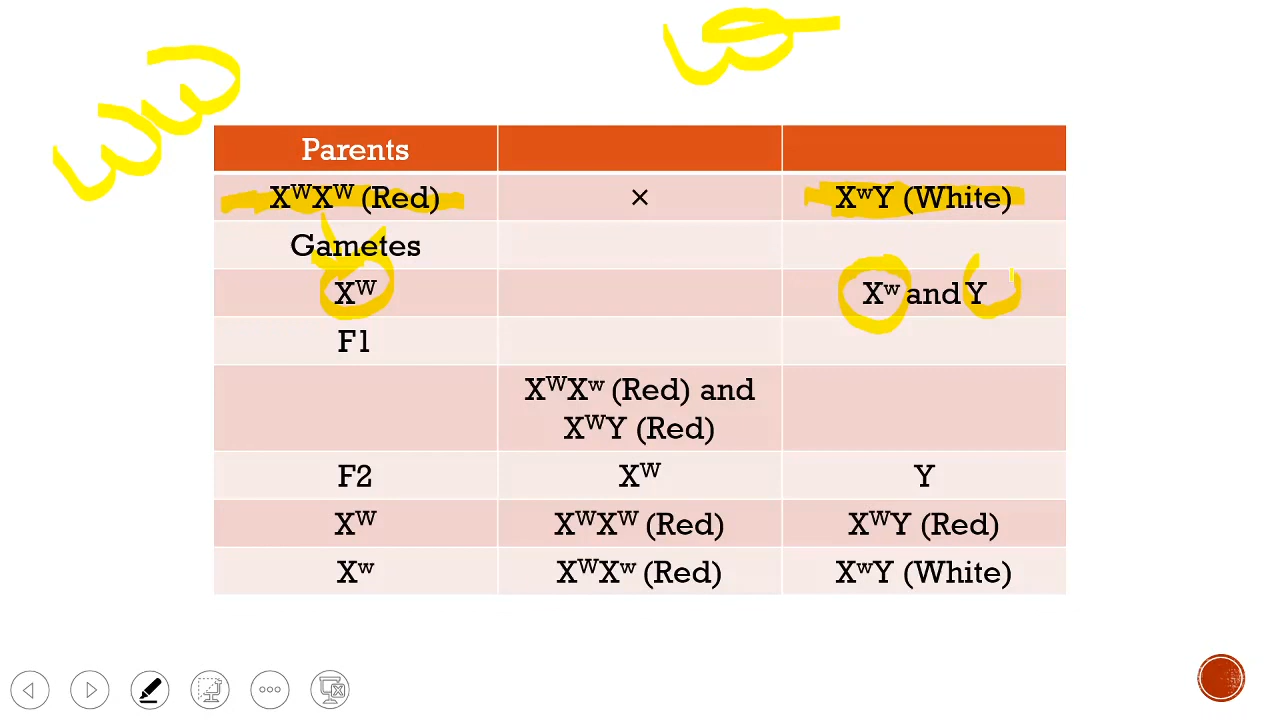 ww
w
Parents
XᵂXᵂ (Red) × XʷY (White)
Gametes
Xᵂ Xʷ and Y
F1
XᵂXʷ (Red) and
XᵂY (Red)
F2 Xᵂ Y
Xᵂ XᵂXᵂ (Red) XᵂY (Red)
Xʷ XᵂXʷ (Red) XʷY (White)